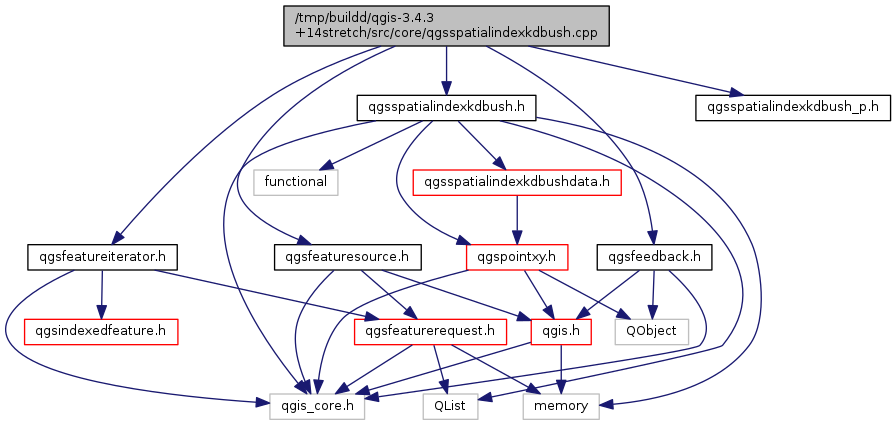 /tmp/buildd/qgis-3.4.3
+14stretch/src/core/qgsspatialindexkdbush.cpp
qgsspatialindexkdbush.h
qgsspatialindexkdbush_p.h
functional
qgsspatialindexkdbushdata.h
qgsfeatureiterator.h
qgsfeaturesource.h
qgspointxy.h
qgsfeedback.h
qgsindexedfeature.h
qgsfeaturerequest.h
qgis.h
QObject
qgis_core.h
QList
memory